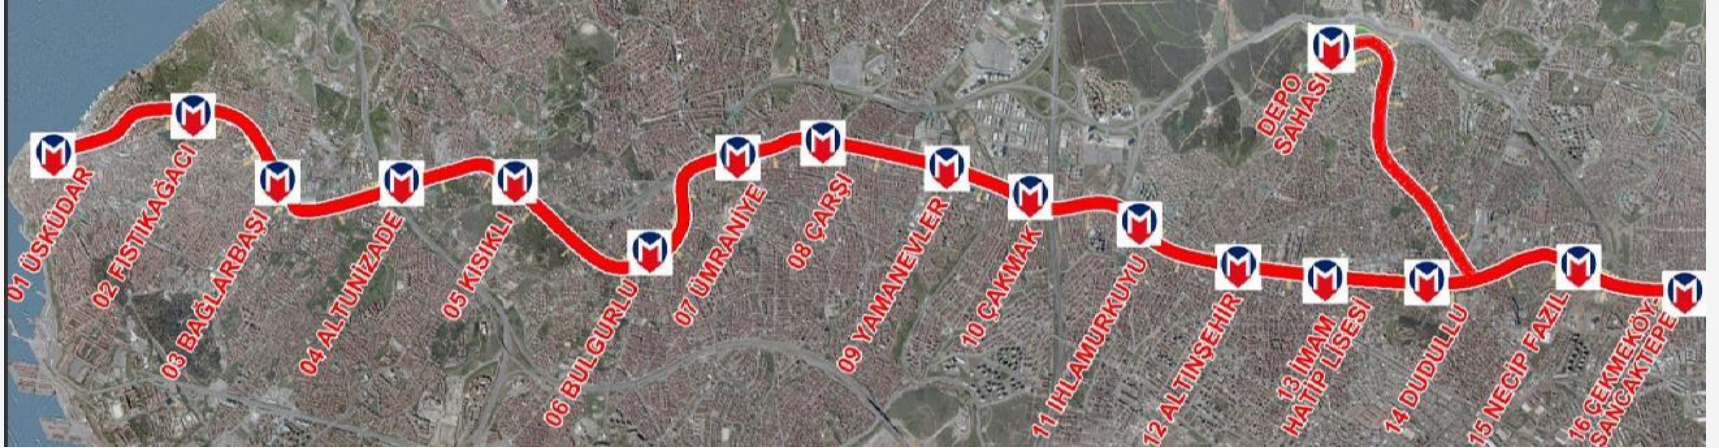 01 ÜSKÜDAR
02 FISTIKAĞACI
03 BAĞLARBAŞI
04 ALTUNİZADE
05 KISIKLI
06 BULGURLU
07 ÜMRANİYE
08 ÇARŞI
09 YAMANEVLER
10 ÇAKMAK
11 IHLAMURKUYU
12 ALTINŞEHİR
13 İMAM
HATİP LİSESİ
14 DUDULLU
15 NECİP FAZIL
16 ÇEKMEKÖY-
SANCAKTEPE
DEPO
SAHASI